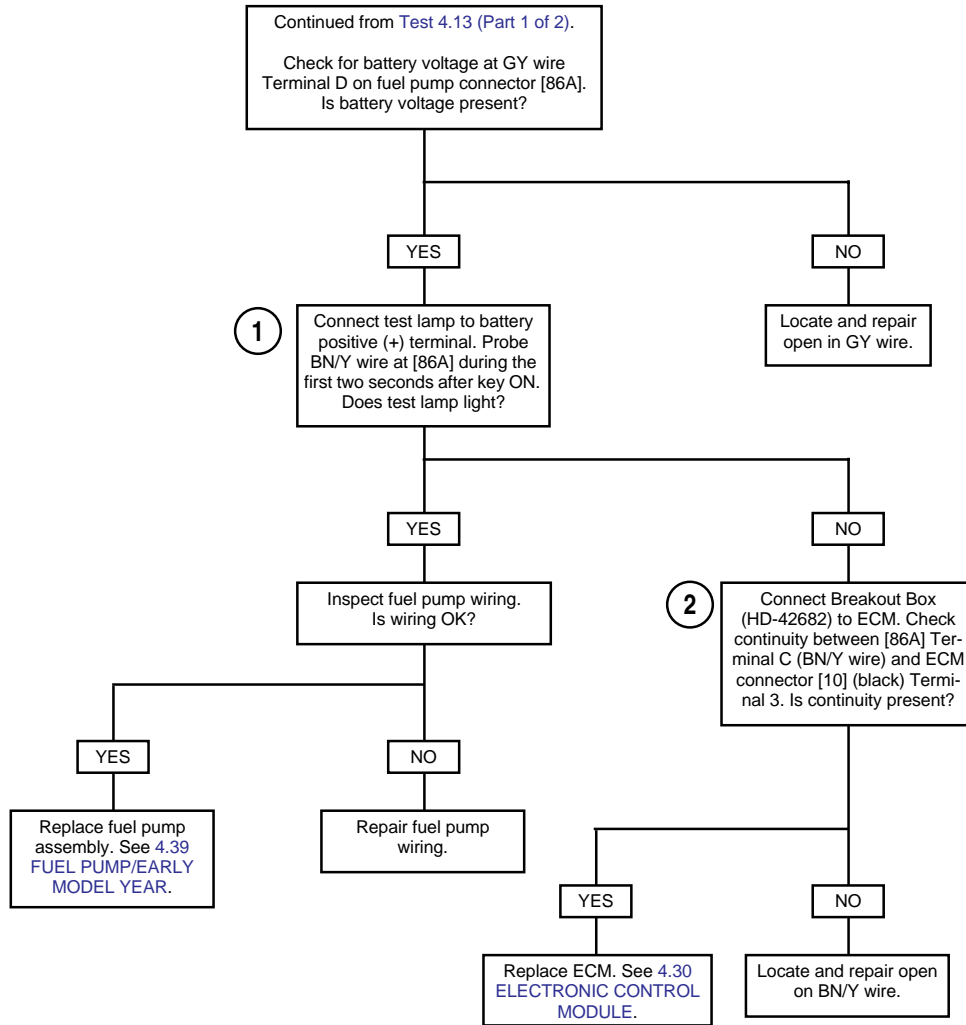 Continued from Test 4.13 (Part 1 of 2).
Check for battery voltage at GY wire
Terminal D on fuel pump connector [86A].
Is battery voltage present?
YES
NO
1
Connect test lamp to battery
positive (+) terminal. Probe
BN/Y wire at [86A] during the
first two seconds after key ON.
Does test lamp light?
Locate and repair
open in GY wire.
YES
NO
Inspect fuel pump wiring.
Is wiring OK?
2
Connect Breakout Box
(HD-42682) to ECM. Check
continuity between [86A] Ter-
minal C (BN/Y wire) and ECM
connector [10] (black) Termi-
nal 3. Is continuity present?
YES
NO
Replace fuel pump
assembly. See 4.39
FUEL PUMP/EARLY
MODEL YEAR.
Repair fuel pump
wiring.
YES
NO
Replace ECM. See 4.30
ELECTRONIC CONTROL
MODULE.
Locate and repair open
on BN/Y wire.